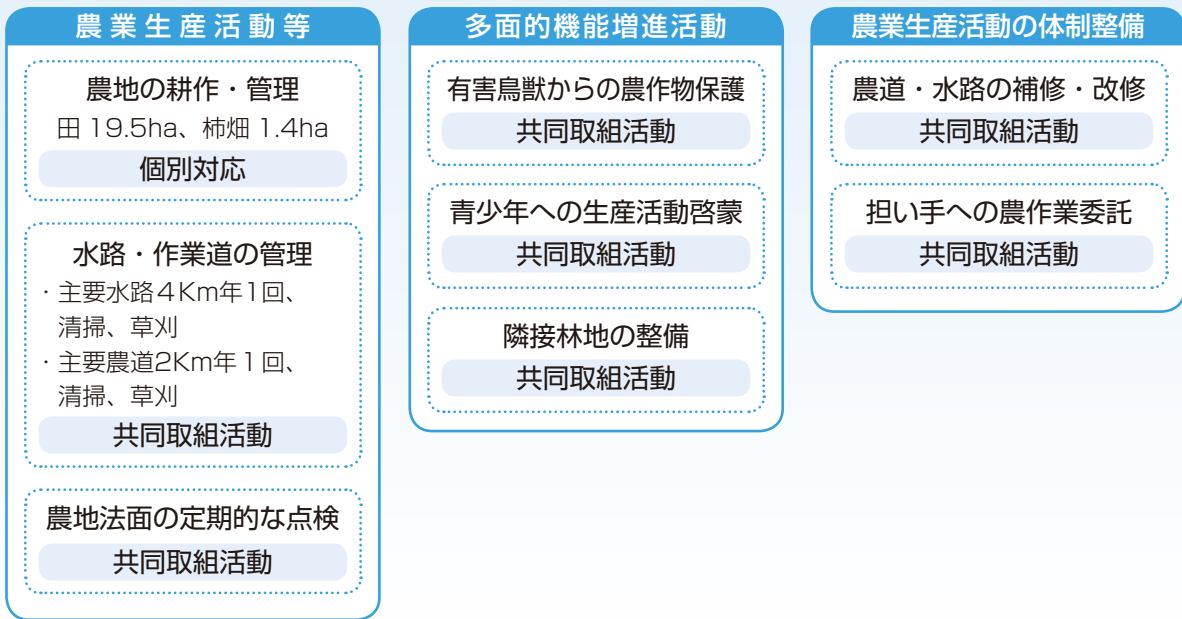 農業生産活動等
農地の耕作・管理
田 19.5ha、柿畑 1.4ha
個別対応
水路・作業道の管理
・主要水路４Km年1回、
清掃、草刈
・主要農道2Km年１回、
清掃、草刈
共同取組活動
農地法面の定期的な点検
共同取組活動
多面的機能増進活動
有害鳥獣からの農作物保護
共同取組活動
青少年への生産活動啓蒙
共同取組活動
隣接林地の整備
共同取組活動
農業生産活動の体制整備
農道・水路の補修・改修
共同取組活動
担い手への農作業委託
共同取組活動